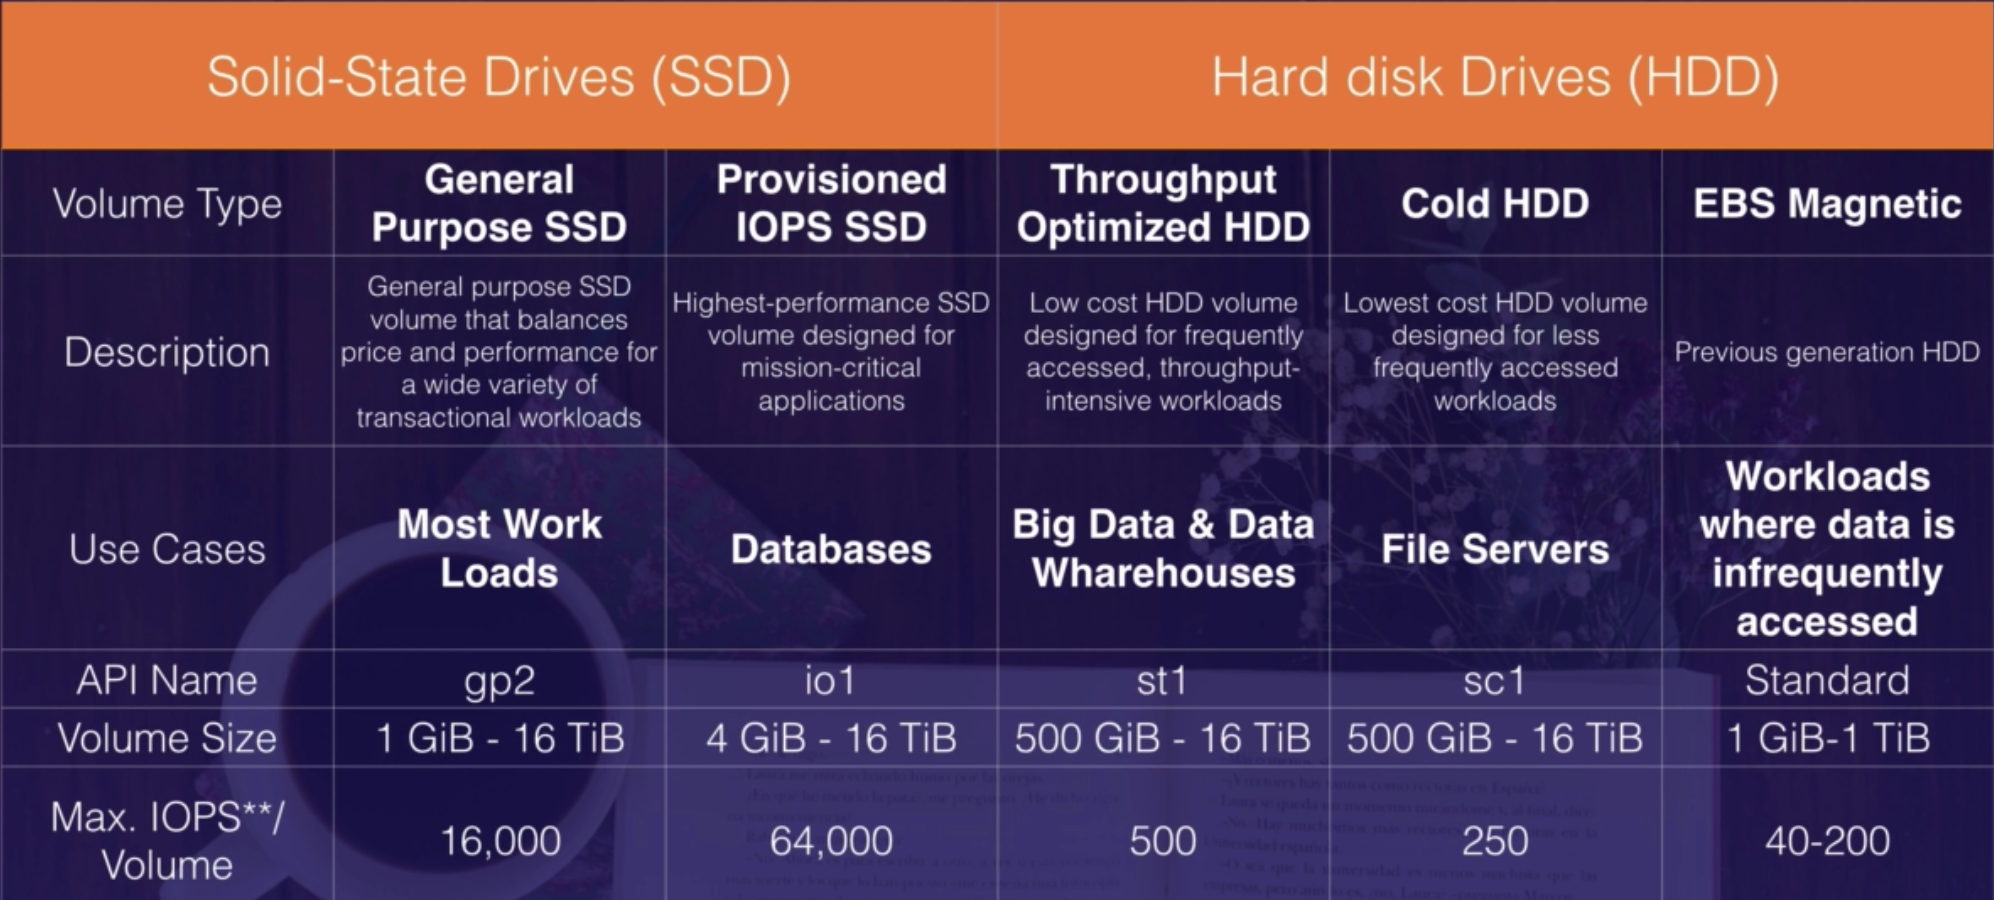 Solid-State Drives (SSD)
Hard disk Drives (HDD)
Volume Type
General
Purpose SSD
Provisioned
IOPS SSD
Throughput
Optimized HDD
Cold HDD
EBS Magnetic
Description
General purpose SSD
volume that balances
price and performance for
a wide variety of
transactional workloads
Highest-performance SSD
volume designed for
mission-critical
applications
Low cost HDD volume
designed for frequently
accessed, throughput-
intensive workloads
Lowest cost HDD volume
designed for less
frequently accessed
workloads
Previous generation HDD
Use Cases
Most Work
Loads
Databases
Big Data & Data
Wharehouses
File Servers
Workloads
where data is
infrequently
accessed
API Name
gp2
io1
st1
sc1
Standard
Volume Size
1 GiB - 16 TiB
4 GiB - 16 TiB
500 GiB - 16 TiB
500 GiB - 16 TiB
1 GiB-1 TiB
Max. IOPS**/
Volume
16,000
64,000
500
250
40-200